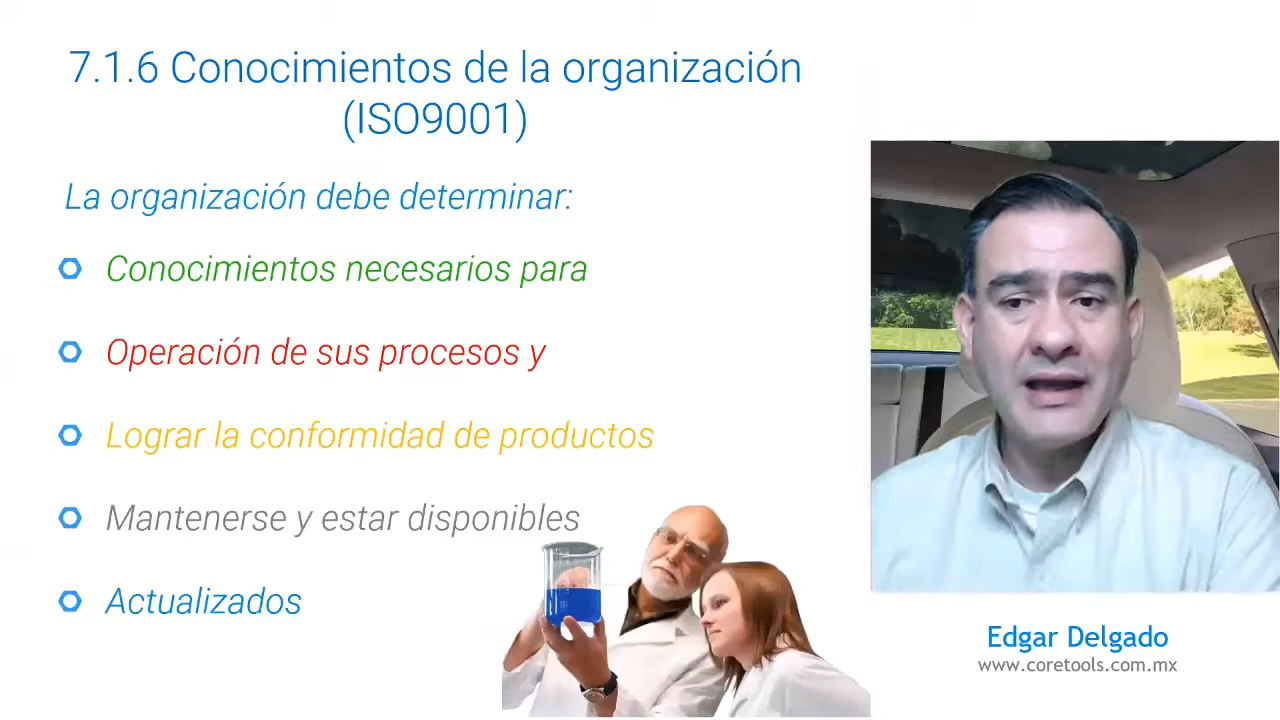 7.1.6 Conocimientos de la organización
(ISO9001)
La organización debe determinar:
Conocimientos necesarios para
Operación de sus procesos y
Lograr la conformidad de productos
Mantenerse y estar disponibles
Actualizados
Edgar Delgado
www.coretools.com.mx